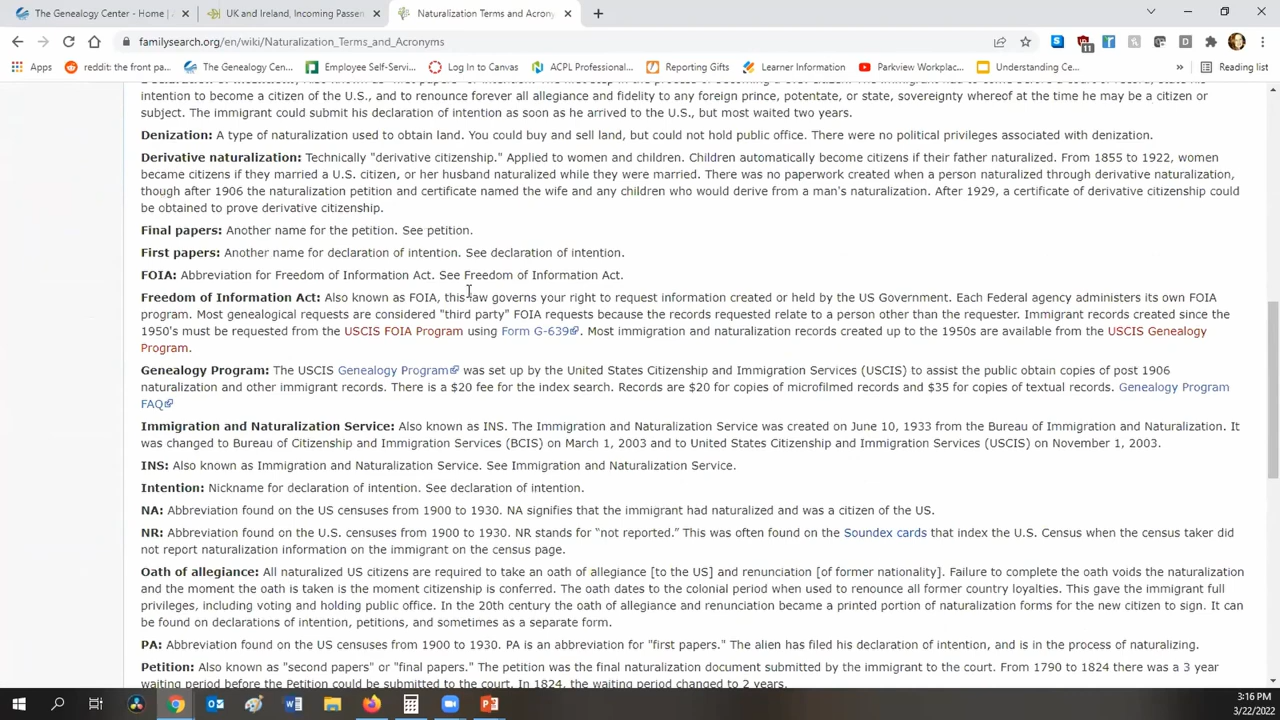 The Genealogy Center - Home | A
UK and Ireland, Incoming Passen
Naturalization Terms and Acrony
familysearch.org/en/wiki/Naturalization_Terms_and_Acronyms
Apps reddit: the front pa... The Genealogy Cen... Employee Self-Servi... Log In to Canvas ACPL Professional... Reporting Gifts Learner Information Parkview Workplac... Understanding Ce... » Reading list
intention to become a citizen of the U.S., and to renounce forever all allegiance and fidelity to any foreign prince, potentate, or state, sovereignty whereof at the time he may be a citizen or
subject. The immigrant could submit his declaration of intention as soon as he arrived to the U.S., but most waited two years.
Denization: A type of naturalization used to obtain land. You could buy and sell land, but could not hold public office. There were no political privileges associated with denization.
Derivative naturalization: Technically "derivative citizenship." Applied to women and children. Children automatically become citizens if their father naturalized. From 1855 to 1922, women
became citizens if they married a U.S. citizen, or her husband naturalized while they were married. There was no paperwork created when a person naturalized through derivative naturalization,
though after 1906 the naturalization petition and certificate named the wife and any children who would derive from a man's naturalization. After 1929, a certificate of derivative citizenship could
be obtained to prove derivative citizenship.
Final papers: Another name for the petition. See petition.
First papers: Another name for declaration of intention. See declaration of intention.
FOIA: Abbreviation for Freedom of Information Act. See Freedom of Information Act.
Freedom of Information Act: Also known as FOIA, this law governs your right to request information created or held by the US Government. Each Federal agency administers its own FOIA
program. Most genealogical requests are considered "third party" FOIA requests because the records requested relate to a person other than the requester. Immigrant records created since the
1950's must be requested from the USCIS FOIA Program using Form G-639. Most immigration and naturalization records created up to the 1950s are available from the USCIS Genealogy
Program.
Genealogy Program: The USCIS Genealogy Program was set up by the United States Citizenship and Immigration Services (USCIS) to assist the public obtain copies of post 1906
naturalization and other immigrant records. There is a $20 fee for the index search. Records are $20 for copies of microfilmed records and $35 for copies of textual records. Genealogy Program
FAQ
Immigration and Naturalization Service: Also known as INS. The Immigration and Naturalization Service was created on June 10, 1933 from the Bureau of Immigration and Naturalization. It
was changed to Bureau of Citizenship and Immigration Services (BCIS) on March 1, 2003 and to United States Citizenship and Immigration Services (USCIS) on November 1, 2003.
INS: Also known as Immigration and Naturalization Service. See Immigration and Naturalization Service.
Intention: Nickname for declaration of intention. See declaration of intention.
NA: Abbreviation found on the US censuses from 1900 to 1930. NA signifies that the immigrant had naturalized and was a citizen of the US.
NR: Abbreviation found on the U.S. censuses from 1900 to 1930. NR stands for “not reported.” This was often found on the Soundex cards that index the U.S. Census when the census taker did
not report naturalization information on the immigrant on the census page.
Oath of allegiance: All naturalized US citizens are required to take an oath of allegiance [to the US] and renunciation [of former nationality]. Failure to complete the oath voids the naturalization
and the moment the oath is taken is the moment citizenship is conferred. The oath dates to the colonial period when used to renounce all former country loyalties. This gave the immigrant full
privileges, including voting and holding public office. In the 20th century the oath of allegiance and renunciation became a printed portion of naturalization forms for the new citizen to sign. It can
be found on declarations of intention, petitions, and sometimes as a separate form.
PA: Abbreviation found on the US censuses from 1900 to 1930. PA is an abbreviation for "first papers." The alien has filed his declaration of intention, and is in the process of naturalizing.
Petition: Also known as "second papers" or "final papers." The petition was the final naturalization document submitted by the immigrant to the court. From 1790 to 1824 there was a 3 year
waiting period before the Petition could be submitted to the court. In 1824, the waiting period changed to 2 years.
3:16 PM
3/22/2022